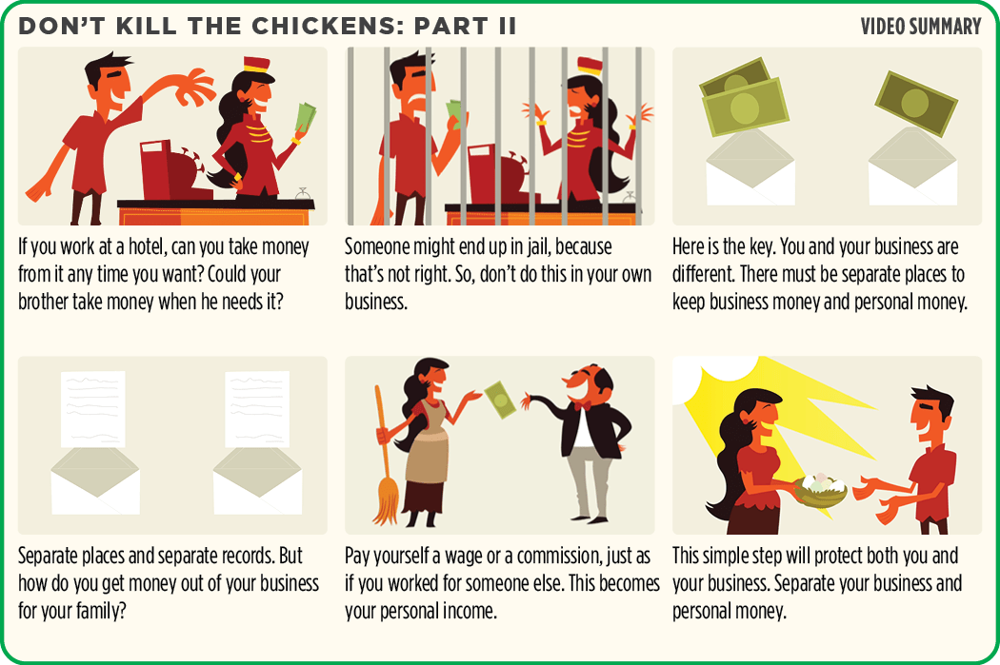 DON'T KILL THE CHICKENS: PART II
VIDEO SUMMARY
If you work at a hotel, can you take money
from it any time you want? Could your
brother take money when he needs it?
Someone might end up in jail, because
that's not right. So, don't do this in your own
business.
Here is the key. You and your business are
different. There must be separate places to
keep business money and personal money.
Separate places and separate records. But
how do you get money out of your business
for your family?
Pay yourself a wage or a commission, just as
if you worked for someone else. This becomes
your personal income.
This simple step will protect both you and
your business. Separate your business and
personal money.